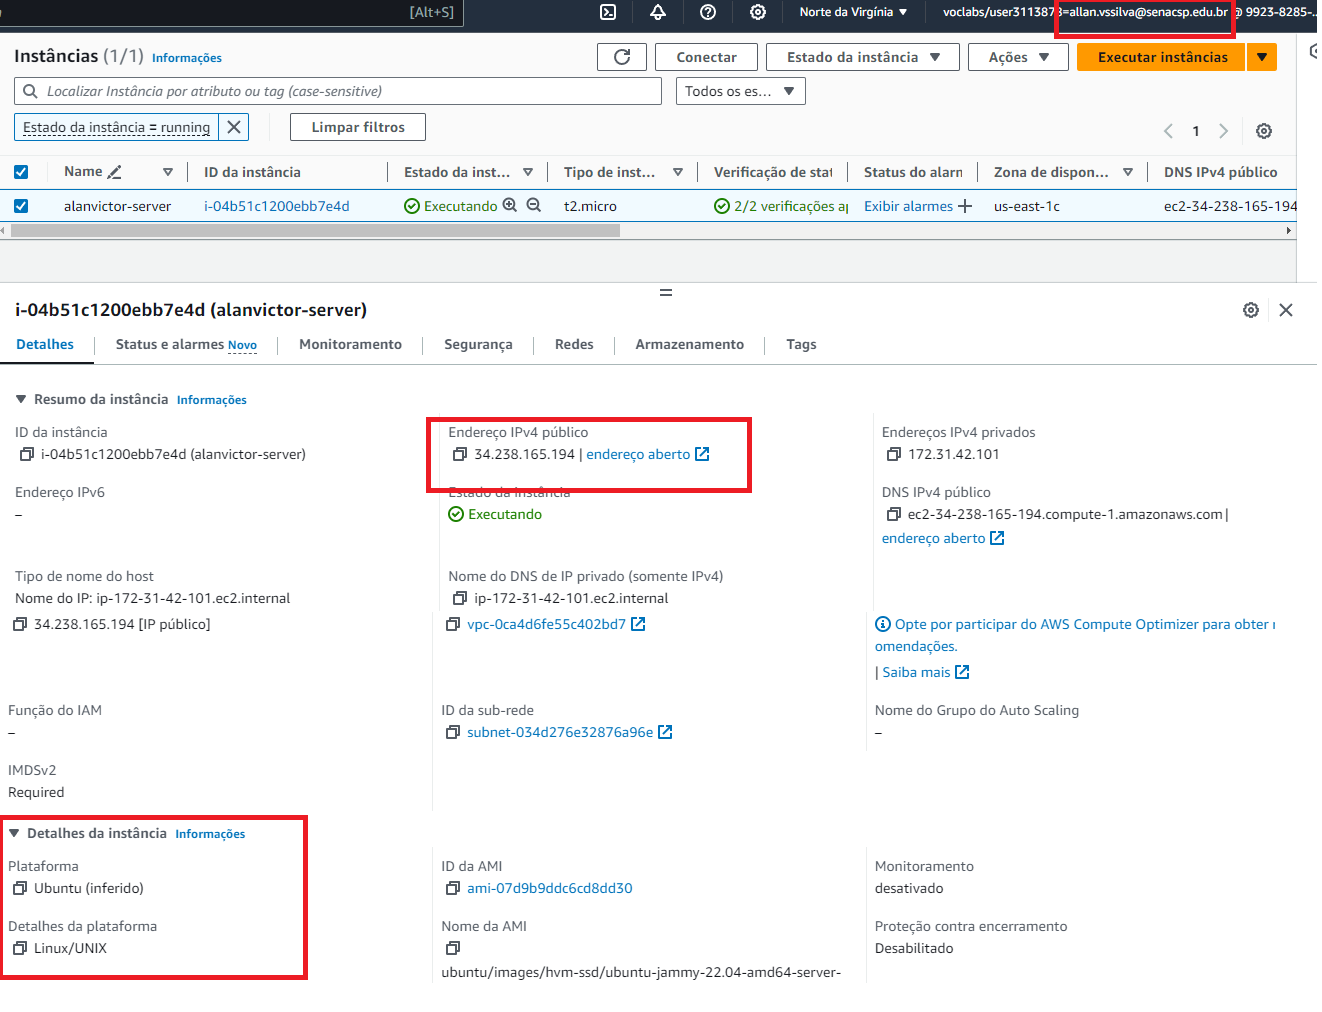 [Alt+S]
Norte da Virgínia
voclabs/user3113873=allan.vssilva@senacsp.edu.br @ 9923-8285-...
Instâncias (1/1) Informações
Conectar
Estado da instância
Ações
Executar instâncias
Localizar Instância por atributo ou tag (case-sensitive)
Todos os es...
Estado da instância = running
Limpar filtros
1
Name
ID da instância
Estado da inst...
Tipo de inst...
Verificação de stat
Status do alarn
Zona de dispon...
DNS IPv4 público
alanvictor-server
i-04b51c1200ebb7e4d
Executando
t2.micro
2/2 verificações ap
Exibir alarmes
us-east-1c
ec2-34-238-165-194
i-04b51c1200ebb7e4d (alanvictor-server)
Detalhes
Status e alarmes Novo
Monitoramento
Segurança
Redes
Armazenamento
Tags
Resumo da instância Informações
ID da instância
i-04b51c1200ebb7e4d (alanvictor-server)
Endereço IPv4 público
34.238.165.194 | endereço aberto
Endereços IPv4 privados
172.31.42.101
Endereço IPv6
–
Estado da instância
Executando
DNS IPv4 público
ec2-34-238-165-194.compute-1.amazonaws.com |
endereço aberto
Tipo de nome do host
Nome do IP: ip-172-31-42-101.ec2.internal
Nome do DNS de IP privado (somente IPv4)
ip-172-31-42-101.ec2.internal
34.238.165.194 [IP público]
vpc-0ca4d6fe55c402bd7
Opte por participar do AWS Compute Optimizer para obter
omendações.
| Saiba mais
Função do IAM
–
ID da sub-rede
subnet-034d276e32876a96e
Nome do Grupo do Auto Scaling
–
IMDSv2
Required
Detalhes da instância Informações
Plataforma
Ubuntu (inferido)
ID da AMI
ami-07d9b9ddc6cd8dd30
Monitoramento
desativado
Detalhes da plataforma
Linux/UNIX
Nome da AMI
ubuntu/images/hvm-ssd/ubuntu-jammy-22.04-amd64-server-
Proteção contra encerramento
Desabilitado